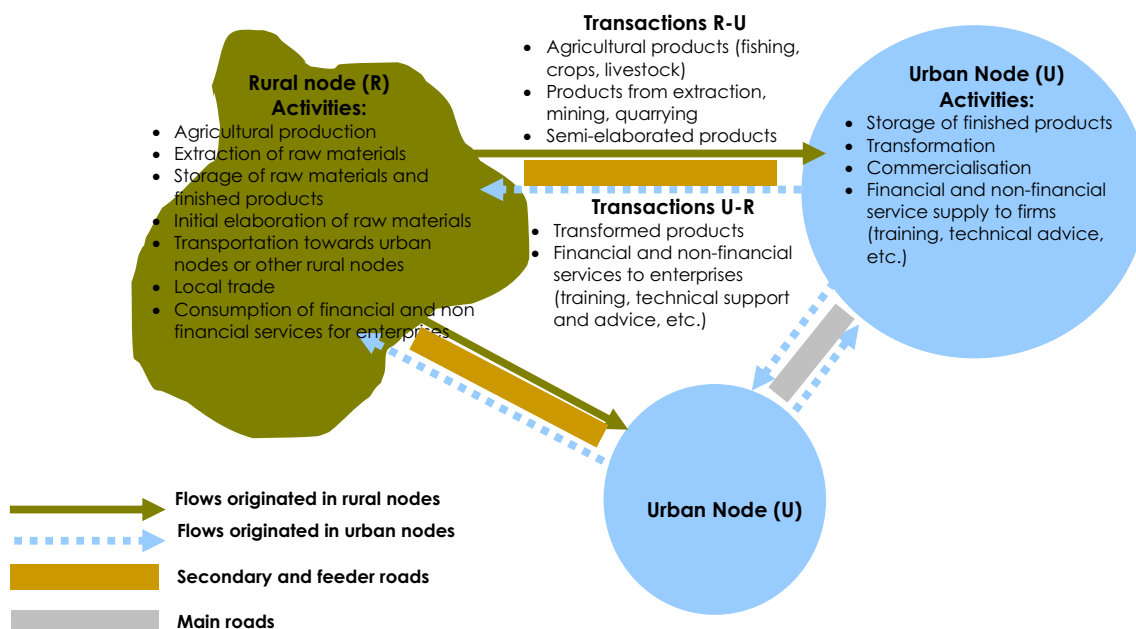 Rural node (R)
Activities:
• Agricultural production
• Extraction of raw materials
• Storage of raw materials and
finished products
• Initial elaboration of raw materials
• Transportation towards urban
nodes or other rural nodes
• Local trade
• Consumption of financial and non
financial services for enterprises
Transactions R-U
• Agricultural products (fishing,
crops, livestock)
• Products from extraction,
mining, quarrying
• Semi-elaborated products
Transactions U-R
• Transformed products
• Financial and non-financial
services to enterprises
(training, technical support
and advice, etc.)
Urban Node (U)
Activities:
• Storage of finished products
• Transformation
• Commercialisation
• Financial and non-financial
service supply to firms
(training, technical advice,
etc.)
Urban Node (U)
Flows originated in rural nodes
Flows originated in urban nodes
Secondary and feeder roads
Main roads